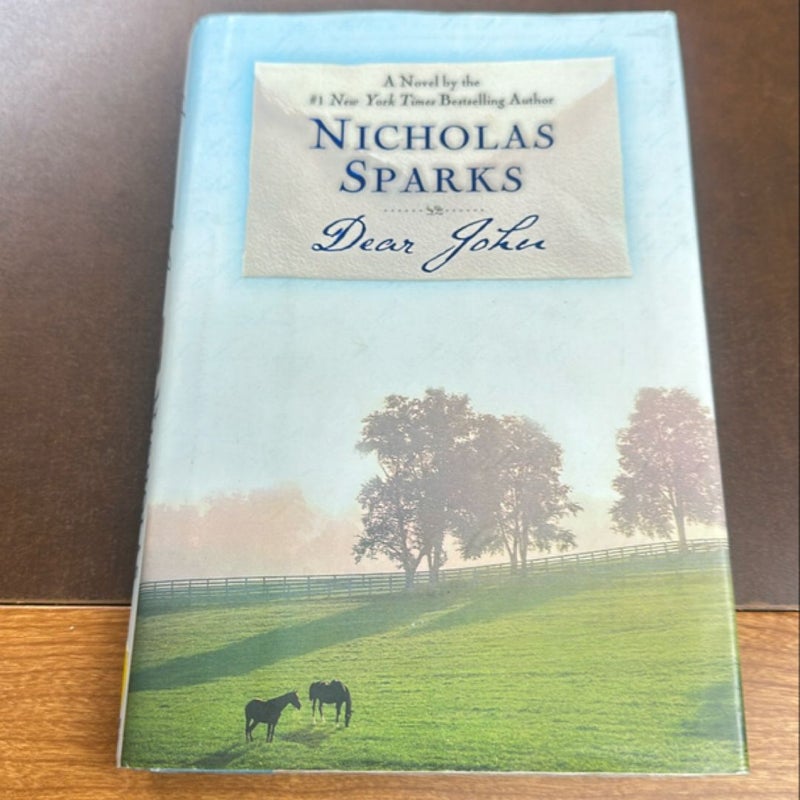 A Novel by the
#1 New York Times Bestselling Author
NICHOLAS
SPARKS
Dear John